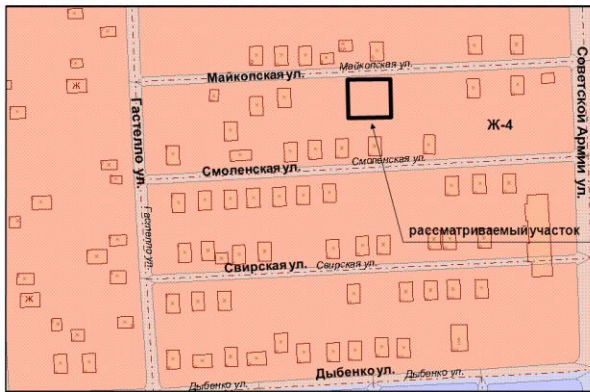 Майкопская ул.
Майкопская ул.
Советской Армии ул.
Гастелло ул.
Гастелло ул.
Ж
Ж-4
Смоленская ул.
Смоленская ул.
рассматриваемый участок
Свирская ул.
Свирская ул.
Ж
Дыбенко ул.
Дыбенко ул.
Дыбенко ул.